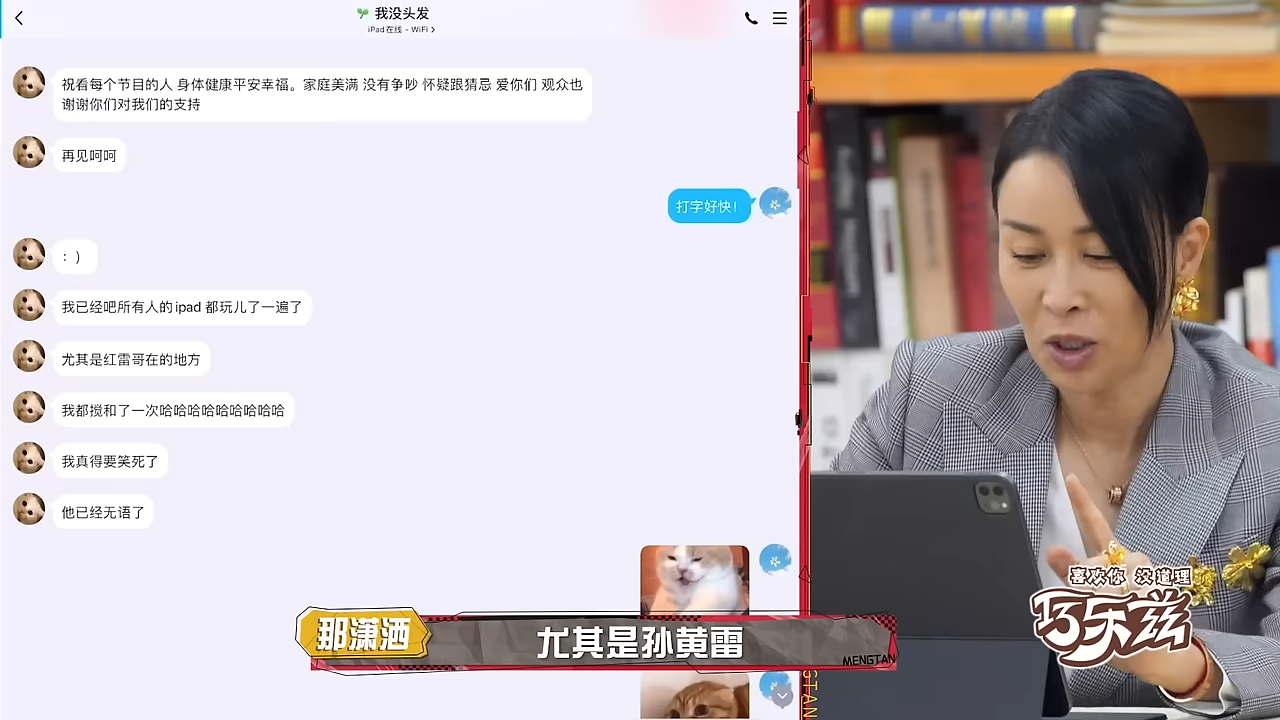 我没头发
iPad在线 - WiFi >
祝看每个节目的人 身体健康平安幸福。家庭美满 没有争吵 怀疑跟猜忌 爱你们 观众也
谢谢你们对我们的支持
再见呵呵
打字好快！
：)
我已经吧所有人的ipad 都玩儿了一遍了
尤其是红雷哥在的地方
我都搅和了一次哈哈哈哈哈哈哈哈哈
我真得要笑死了
他已经无语了
喜欢你 没道理
巧乐兹
那潇洒
尤其是孙黄雷
MENGTAN
GTAN